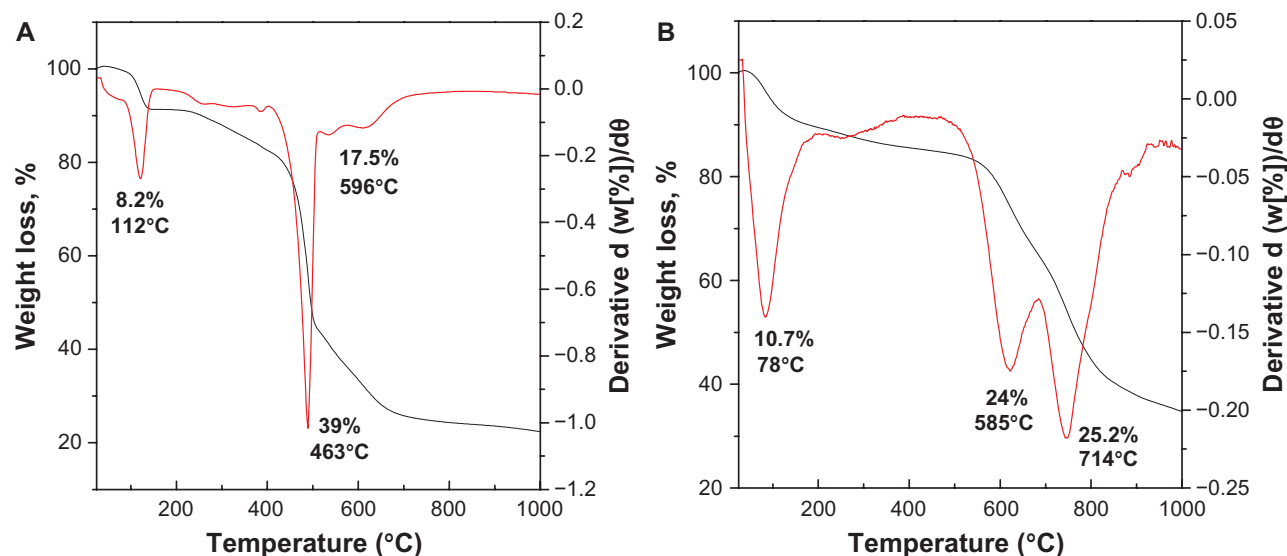 A
Weight loss, %
100
80
60
40
20
0.2
0.0
−0.2
−0.4
−0.6
−0.8
−1.0
−1.2
Derivative d (w[%])/dθ
8.2%
112°C
17.5%
596°C
39%
463°C
200
400
600
800
1000
Temperature (°C)
B
Weight loss, %
100
80
60
40
20
0.05
0.00
−0.05
−0.10
−0.15
−0.20
−0.25
Derivative d (w[%])/dθ
10.7%
78°C
24%
585°C
25.2%
714°C
200
400
600
800
1000
Temperature (°C)